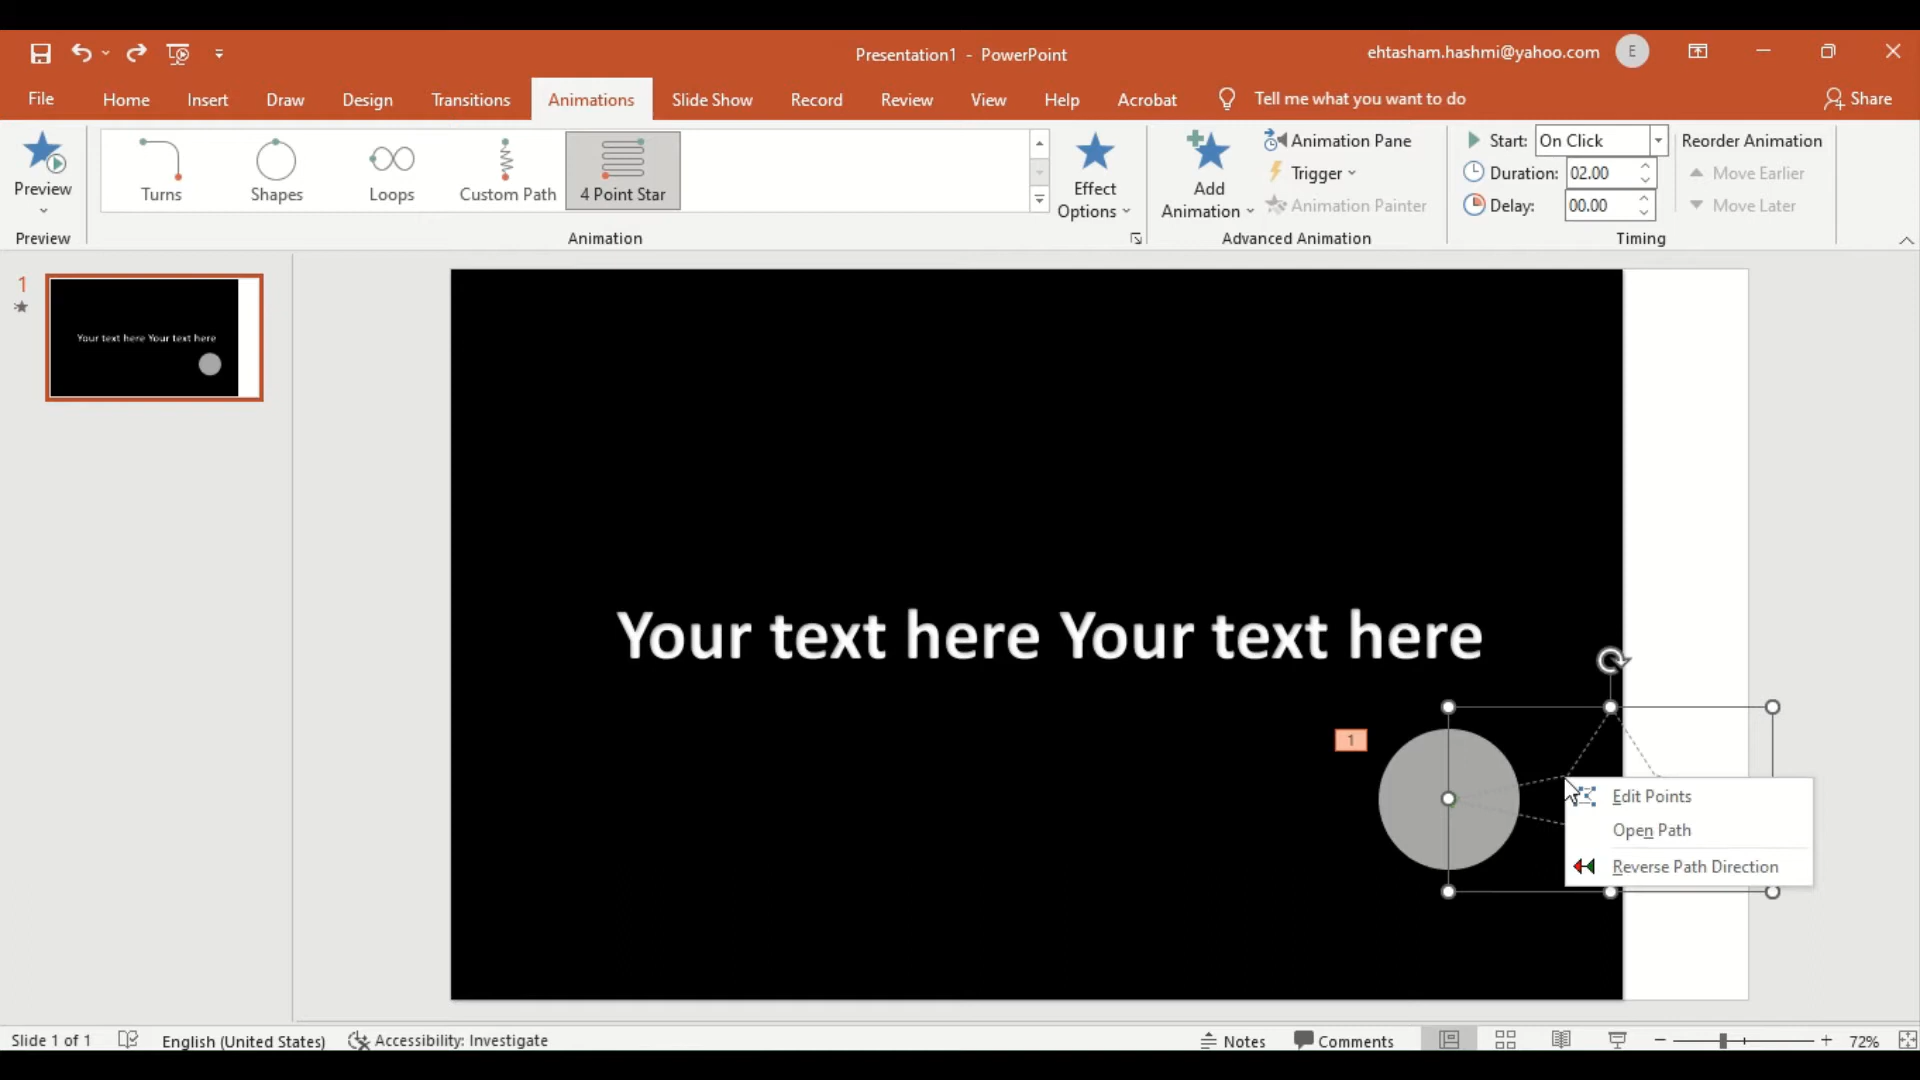 Presentation1 - PowerPoint
ehtasham.hashmi@yahoo.com
E
File
Home
Insert
Draw
Design
Transitions
Animations
Slide Show
Record
Review
View
Help
Acrobat
Tell me what you want to do
Share
Preview
Preview
Turns
Shapes
Loops
Custom Path
4 Point Star
Animation
Effect
Options
Add
Animation
Animation Pane
Trigger
Animation Painter
Advanced Animation
Start: On Click
Duration: 02.00
Delay: 00.00
Reorder Animation
Move Earlier
Move Later
Timing
1
Your text here Your text here
Your text here Your text here
1
Edit Points
Open Path
Reverse Path Direction
Slide 1 of 1
English (United States)
Accessibility: Investigate
Notes
Comments
72%